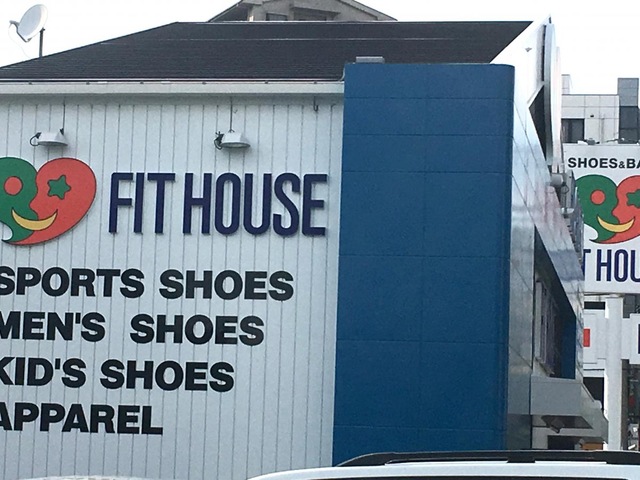 FIT HOUSE
SPORTS SHOES
MEN'S SHOES
KID'S SHOES
APPAREL
SHOES&BA
T HOU